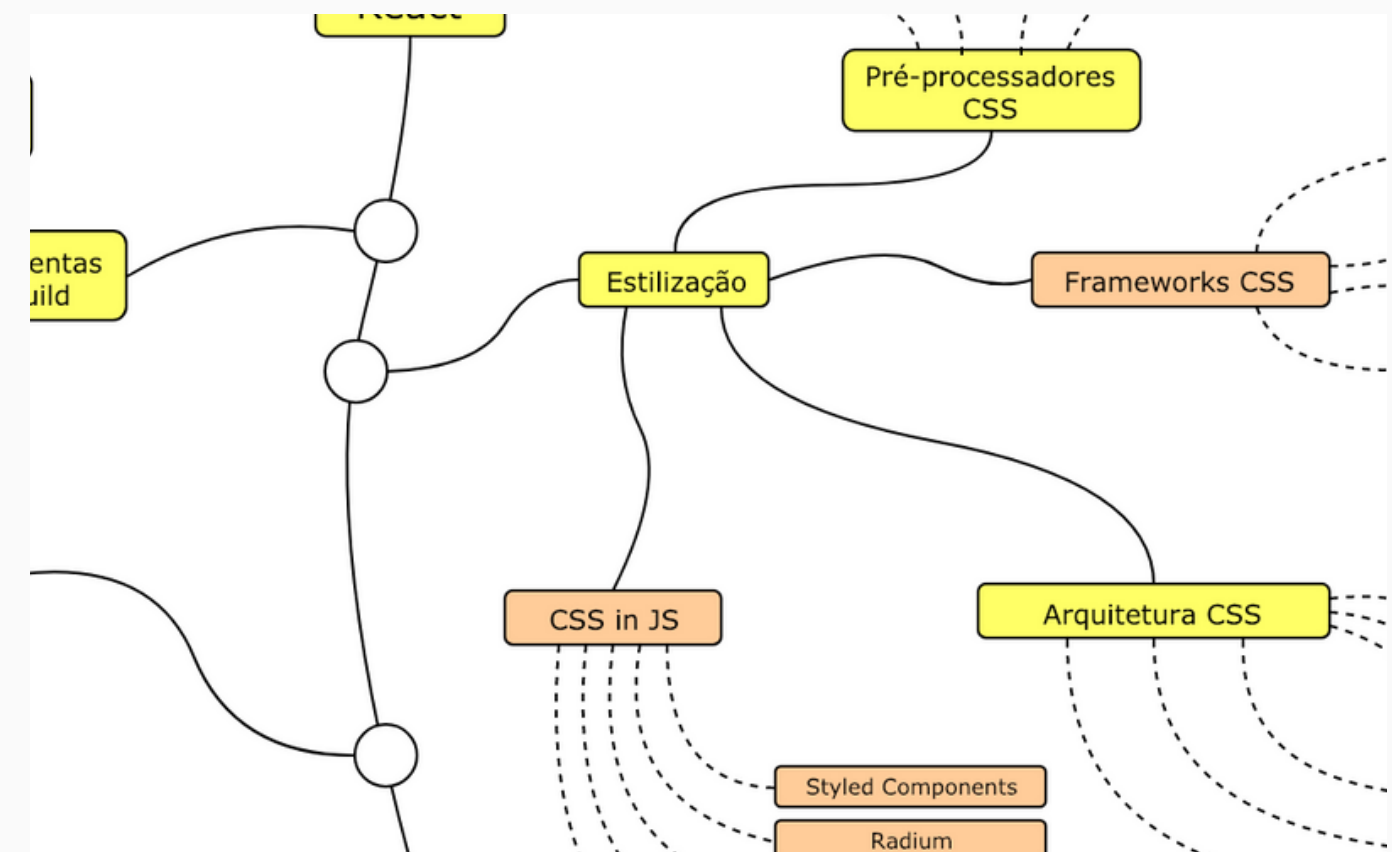 React
Pré-processadores
CSS
entas
uild
Estilização
Frameworks CSS
CSS in JS
Arquitetura CSS
Styled Components
Radium